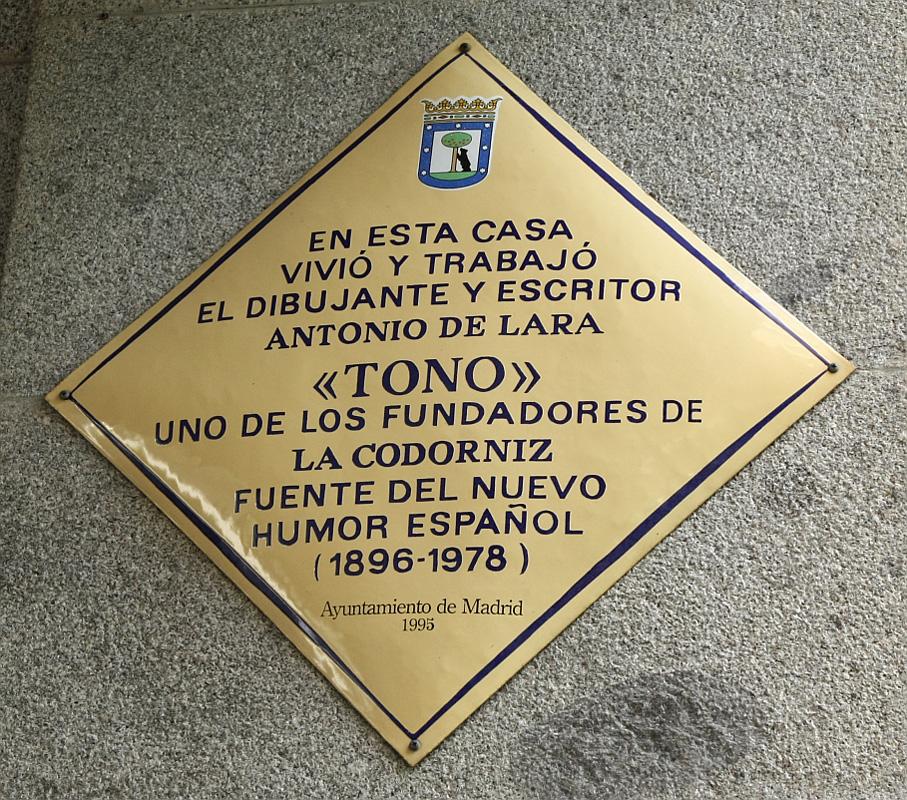 EN ESTA CASA
VIVIÓ Y TRABAJÓ
EL DIBUJANTE Y ESCRITOR
ANTONIO DE LARA
«TONO»
UNO DE LOS FUNDADORES DE
LA CODORNIZ
FUENTE DEL NUEVO
HUMOR ESPAÑOL
(1896-1978)
Ayuntamiento de Madrid
1995